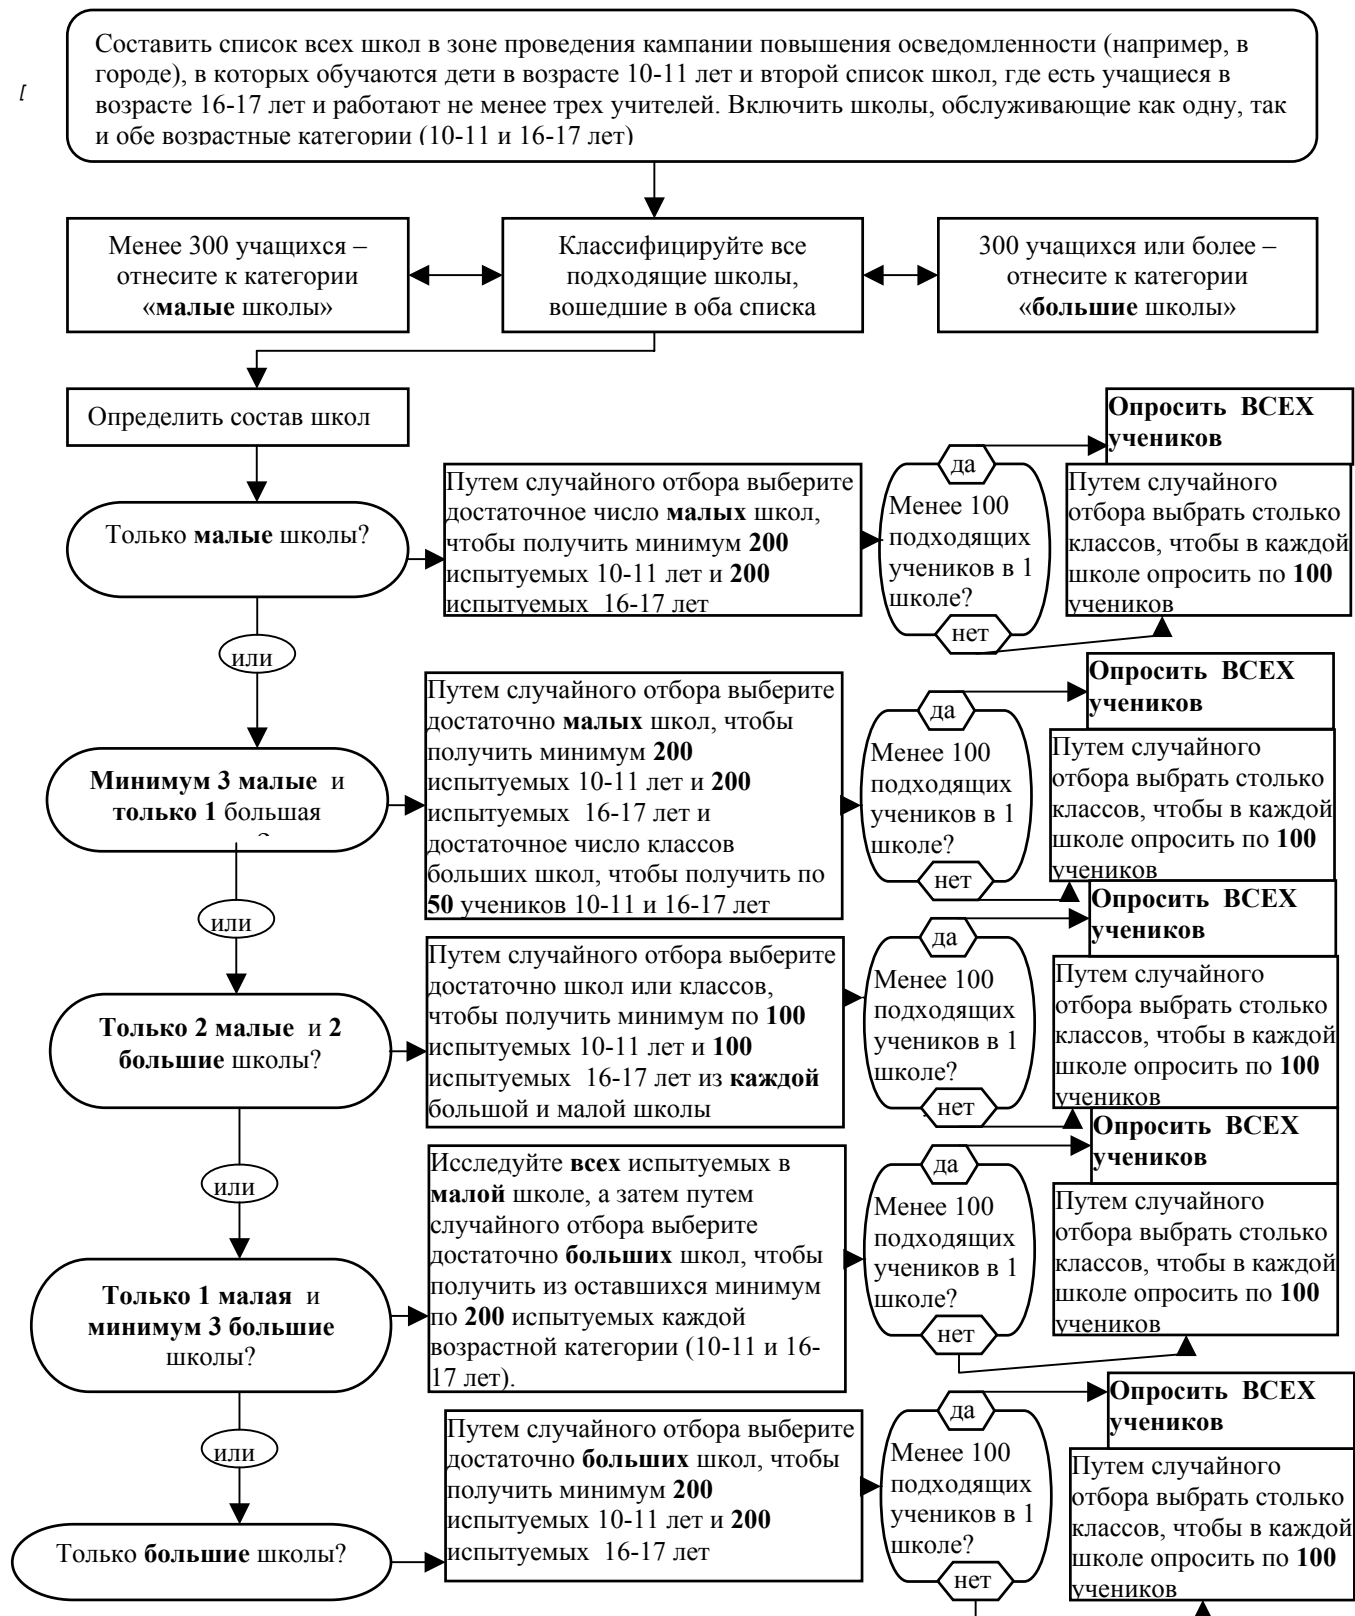 Составить список всех школ в зоне проведения кампании повышения осведомленности (например, в
городе), в которых обучаются дети в возрасте 10-11 лет и второй список школ, где есть учащиеся в
возрасте 16-17 лет и работают не менее трех учителей. Включить школы, обслуживающие как одну, так
и обе возрастные категории (10-11 и 16-17 лет)
[
Менее 300 учащихся –
отнесите к категории
«малые школы»
Классифицируйте все
подходящие школы,
вошедшие в оба списка
300 учащихся или более –
отнесите к категории
«большие школы»
Определить состав школ
Только малые школы?
Путем случайного отбора выберите
достаточное число малых школ,
чтобы получить минимум 200
испытуемых 10-11 лет и 200
испытуемых 16-17 лет
да
Менее 100
подходящих
учеников в 1
школе?
нет
Опросить ВСЕХ
учеников
Путем случайного
отбора выбрать столько
классов, чтобы в каждой
школе опросить по 100
учеников
или
Минимум 3 малые и
только 1 большая
Путем случайного отбора выберите
достаточно малых школ, чтобы
получить минимум 200
испытуемых 10-11 лет и 200
испытуемых 16-17 лет и
достаточное число классов
больших школ, чтобы получить по
50 учеников 10-11 и 16-17 лет
да
Менее 100
подходящих
учеников в 1
школе?
нет
Опросить ВСЕХ
учеников
Путем случайного
отбора выбрать столько
классов, чтобы в каждой
школе опросить по 100
учеников
или
Только 2 малые и 2
большие школы?
Путем случайного отбора выберите
достаточно школ или классов,
чтобы получить минимум по 100
испытуемых 10-11 лет и 100
испытуемых 16-17 лет из каждой
большой и малой школы
да
Менее 100
подходящих
учеников в 1
школе?
нет
Опросить ВСЕХ
учеников
Путем случайного
отбора выбрать столько
классов, чтобы в каждой
школе опросить по 100
учеников
или
Только 1 малая и
минимум 3 большие
школы?
Исследуйте всех испытуемых в
малой школе, а затем путем
случайного отбора выберите
достаточно больших школ, чтобы
получить из оставшихся минимум
по 200 испытуемых каждой
возрастной категории (10-11 и 16-
17 лет).
да
Менее 100
подходящих
учеников в 1
школе?
нет
Опросить ВСЕХ
учеников
Путем случайного
отбора выбрать столько
классов, чтобы в каждой
школе опросить по 100
учеников
или
Только большие школы?
Путем случайного отбора выберите
достаточно больших школ, чтобы
получить минимум 200
испытуемых 10-11 лет и 200
испытуемых 16-17 лет
да
Менее 100
подходящих
учеников в 1
школе?
нет
Опросить ВСЕХ
учеников
Путем случайного
отбора выбрать столько
классов, чтобы в каждой
школе опросить по 100
учеников